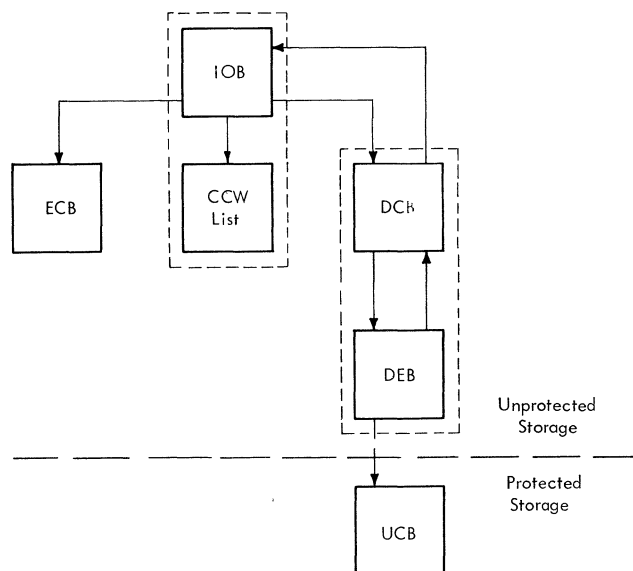 IOB
ECB
CCW
List
DCB
DEB
Unprotected
Storage
Protected
Storage
UCB